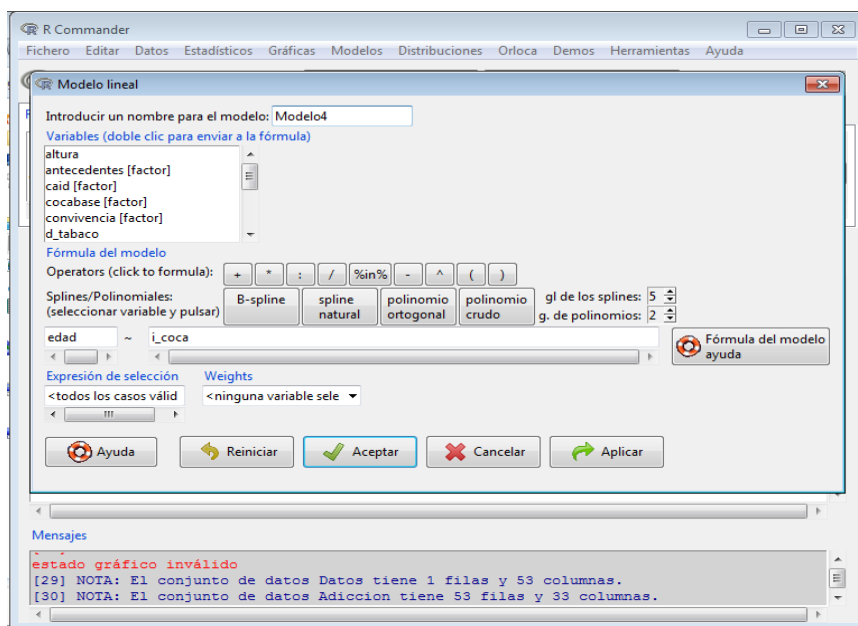 R Commander
Fichero Editar Datos Estadísticos Gráficas Modelos Distribuciones Orloca Demos Herramientas Ayuda
Modelo lineal
Introducir un nombre para el modelo: Modelo4
Variables (doble clic para enviar a la fórmula)
altura
antecedentes [factor]
caid [factor]
cocabase [factor]
convivencia [factor]
d_tabaco
Fórmula del modelo
Operators (click to formula): + * : / %in% - ^ ( )
Splines/Polinomiales:
(seleccionar variable y pulsar)
B-spline
spline
natural
polinomio
ortogonal
polinomio
crudo
gl de los splines: 5
g. de polinomios: 2
edad ~ i_coca
Fórmula del modelo
ayuda
Expresión de selección Weights
<todos los casos válid <ninguna variable sele
Ayuda Reiniciar Aceptar Cancelar Aplicar
Mensajes
estado gráfico inválido
[29] NOTA: El conjunto de datos Datos tiene 1 filas y 53 columnas.
[30] NOTA: El conjunto de datos Adiccion tiene 53 filas y 33 columnas.